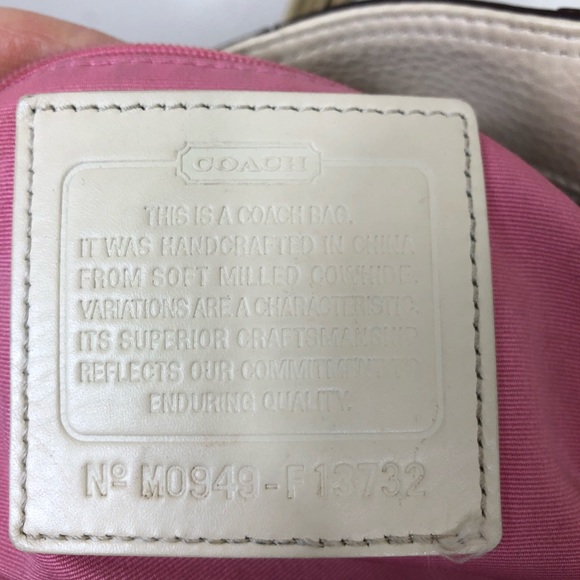 COACH
THIS IS A COACH BAG.
IT WAS HANDCRAFTED IN CHINA
FROM SOFT MILLED COWHIDE.
VARIATIONS ARE A CHARACTERISTIC.
ITS SUPERIOR CRAFTSMANSHIP
REFLECTS OUR COMMITMENT TO
ENDURING QUALITY.
Nº M0949-F13732